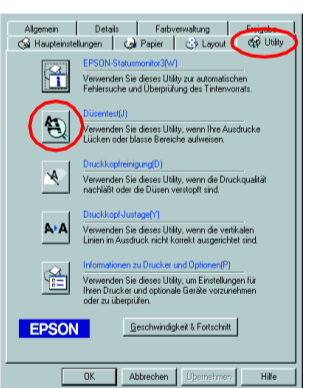 Allgemein Details Farbverwaltung Freigabe
Haupteinstellungen Papier Layout Utility
EPSON-Statusmonitor3(W)
Verwenden Sie dieses Utility zur automatischen
Fehlersuche und Überprüfung des Tintenvorrats.
Düsentest(J)
Verwenden Sie dieses Utility, wenn Ihre Ausdrucke
Lücken oder blasse Bereiche aufweisen.
Druckkopfreinigung(D)
Verwenden Sie dieses Utility, wenn die Druckqualität
nachläßt oder die Düsen verstopft sind.
Druckkopf-Justage(Y)
A▸A
Verwenden Sie dieses Utility, wenn die vertikalen
Linien im Ausdruck nicht korrekt ausgerichtet sind.
Informationen zu Drucker und Optionen(P)
Verwenden Sie dieses Utility, um Einstellungen für
Ihren Drucker und optionale Geräte vorzunehmen
oder zu überprüfen.
EPSON Geschwindigkeit & Fortschritt
OK Abbrechen Übernehmen Hilfe